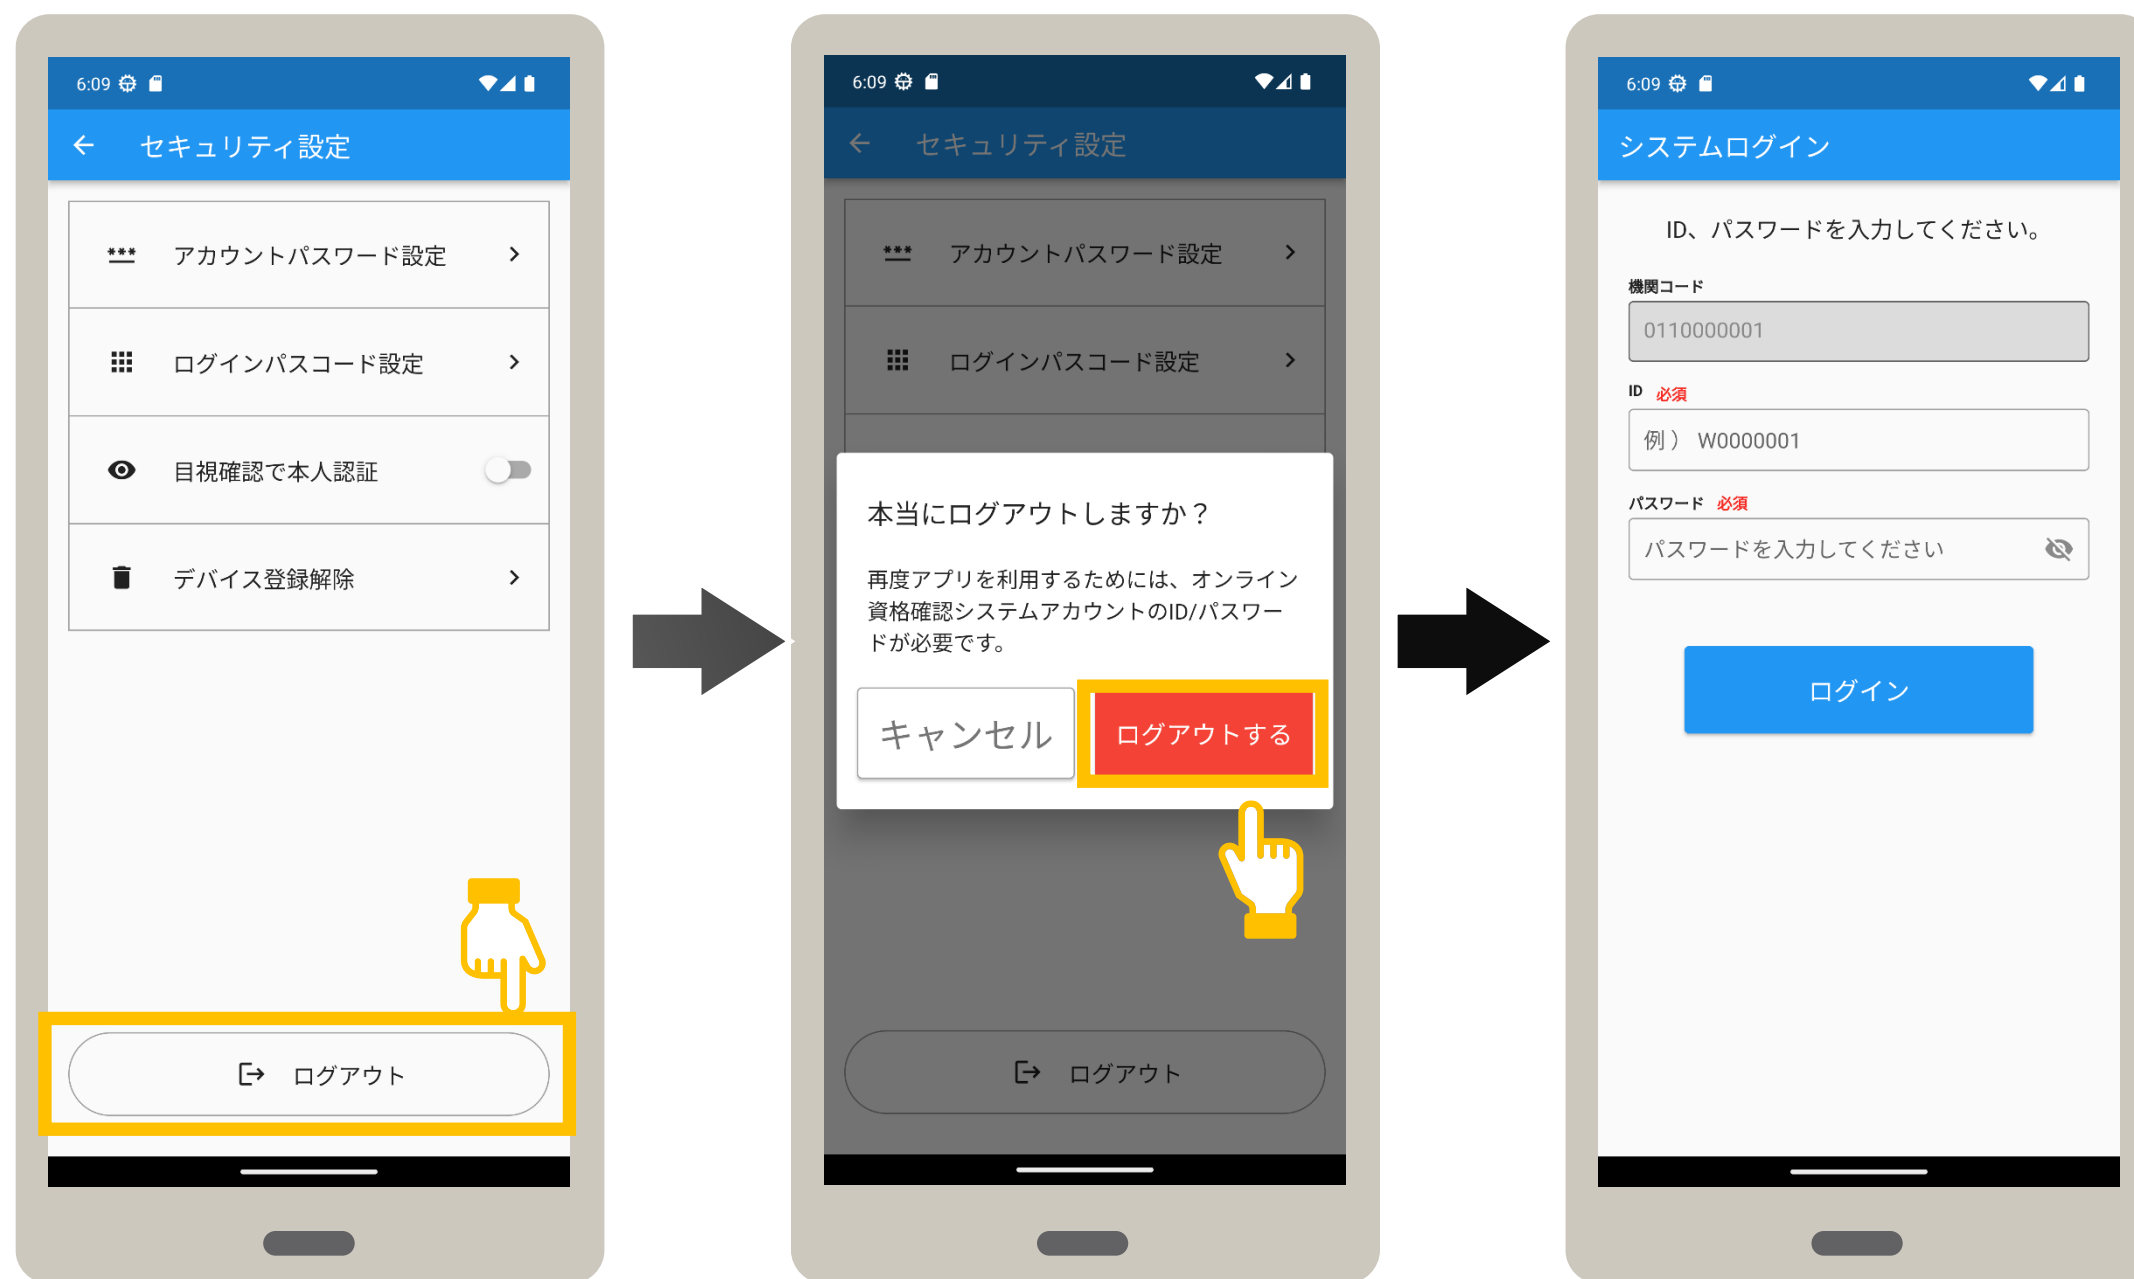 6:09
セキュリティ設定
アカウントパスワード設定
ログインパスコード設定
目視確認で本人認証
デバイス登録解除
ログアウト
6:09
セキュリティ設定
アカウントパスワード設定
ログインパスコード設定
本当にログアウトしますか？
再度アプリを利用するためには、オンライン
資格確認システムアカウントのID/パスワー
ドが必要です。
キャンセル
ログアウトする
ログアウト
6:09
システムログイン
ID、パスワードを入力してください。
機関コード
0110000001
ID 必須
例） W0000001
パスワード 必須
パスワードを入力してください
ログイン